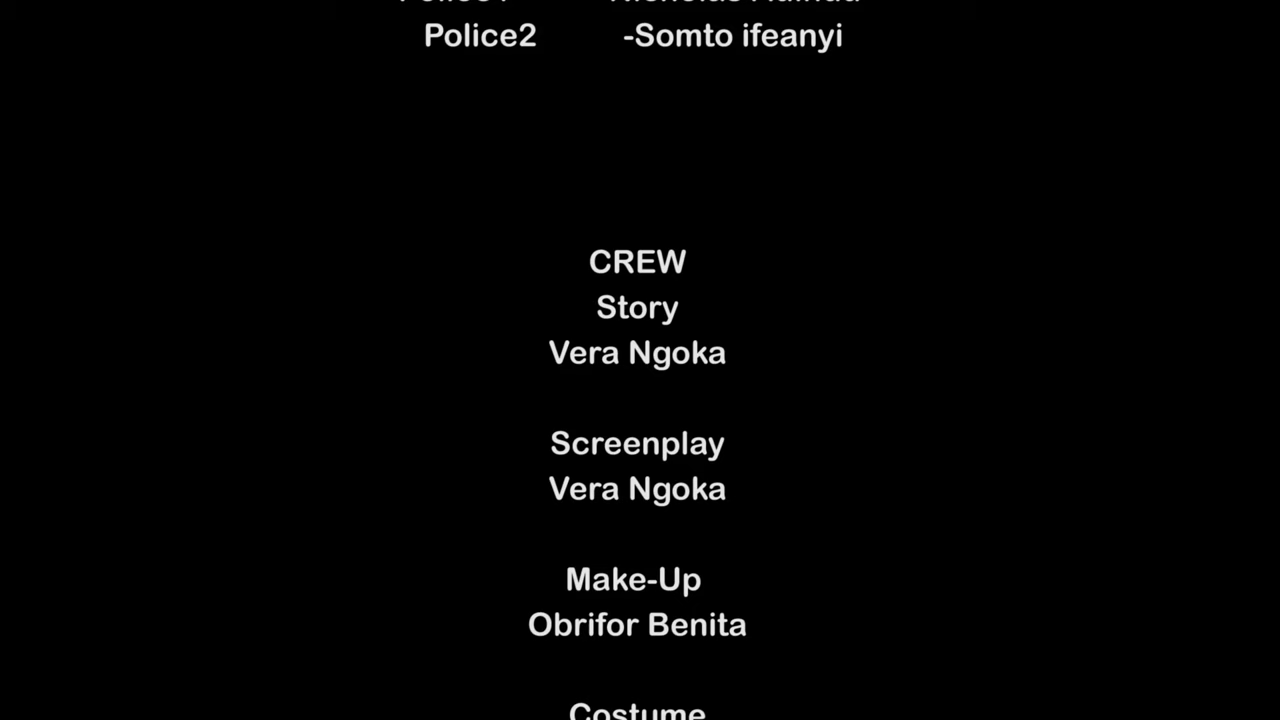 Police2 -Somto ifeanyi
CREW
Story
Vera Ngoka
Screenplay
Vera Ngoka
Make-Up
Obrifor Benita
Costume